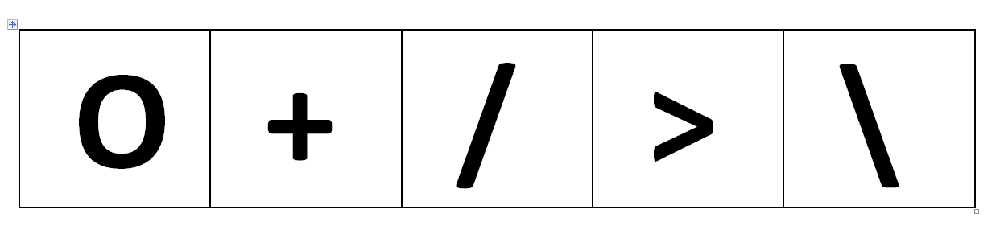 O + / > \